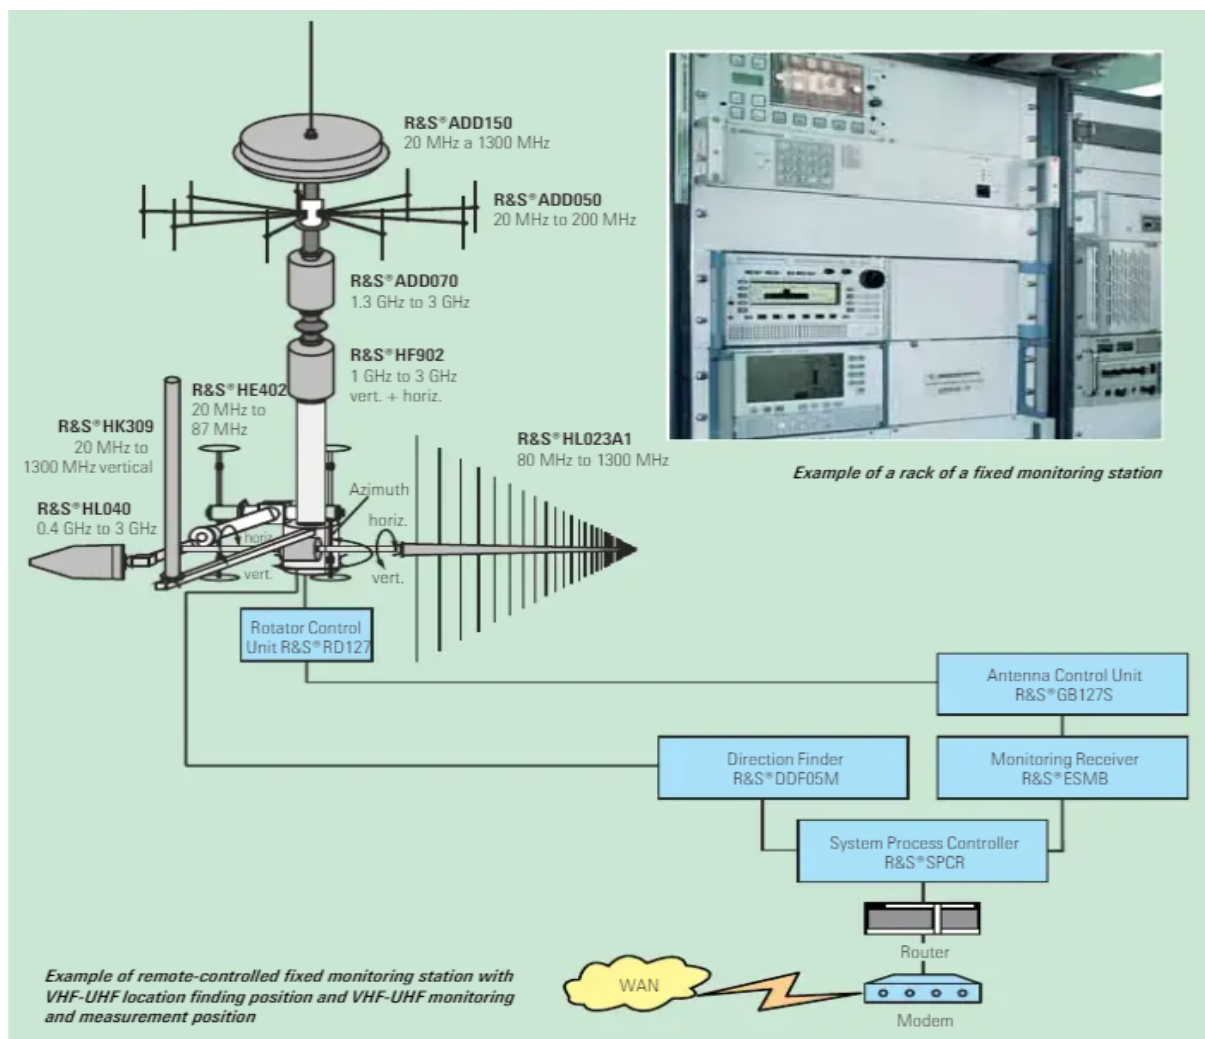 R&S®ADD150
20 MHz a 1300 MHz
R&S®ADD050
20 MHz to 200 MHz
R&S®ADD070
1.3 GHz to 3 GHz
R&S®HF902
1 GHz to 3 GHz
vert. + horiz.
R&S®HE402
20 MHz to
87 MHz
R&S®HK309
20 MHz to
1300 MHz vertical
R&S®HL040
0.4 GHz to 3 GHz
R&S®HL023A1
80 MHz to 1300 MHz
Azimuth
horiz.
vert.
horiz.
vert.
Example of a rack of a fixed monitoring station
Rotator Control
Unit R&S®RD127
Antenna Control Unit
R&S®GB127S
Direction Finder
R&S®DDF05M
Monitoring Receiver
R&S®ESMB
System Process Controller
R&S®SPCR
Router
WAN
Modem
Example of remote-controlled fixed monitoring station with
VHF-UHF location finding position and VHF-UHF monitoring
and measurement position